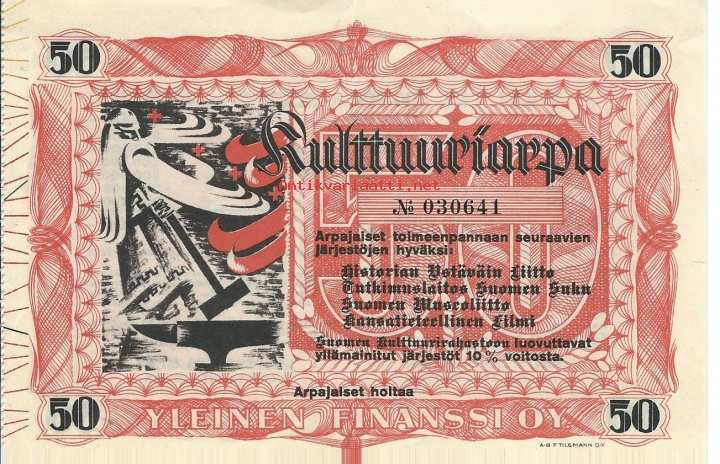 50 50
Kulttuuriarpa
Antikvariaatti.net
№ 030641
Arpajaiset toimeenpannaan seuraavien
järjestöjen hyväksi:
Historian Ystäväin Liitto
Tutkimuslaitos Suomen Suku
Suomen Museoliitto
Kansatieteellinen Filmi
Suomen Kulttuurirahastoon luovuttavat
yllämainitut järjestöt 10% voitosta.
Arpajaiset hoitaa
50 YLEINEN FINANSSI OY. 50
A-B F. TILGMANN O-Y